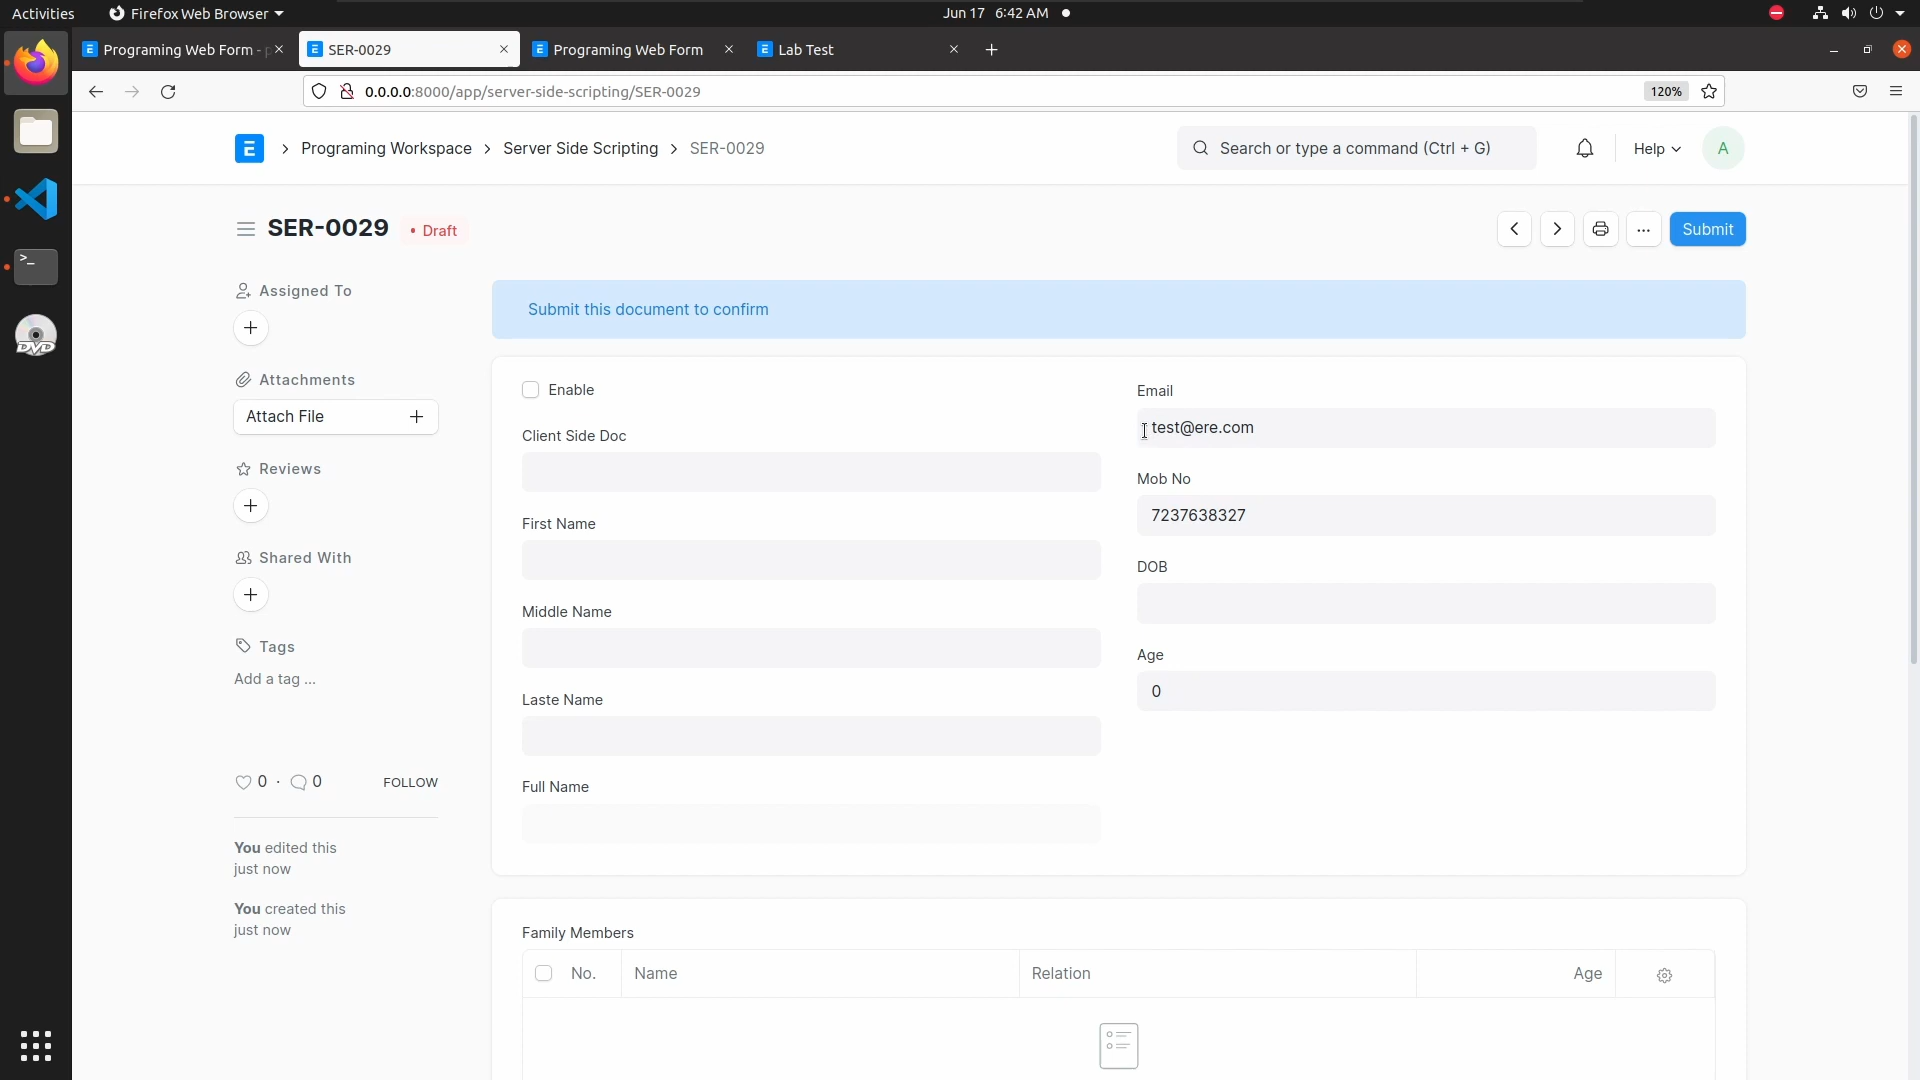 Activities
Firefox Web Browser
Jun 17 6:42 AM
Programing Web Form - p
SER-0029
Programing Web Form
Lab Test
0.0.0.0:8000/app/server-side-scripting/SER-0029
120%
E
Programing Workspace
Server Side Scripting
SER-0029
Search or type a command (Ctrl + G)
Help
A
SER-0029
Draft
Submit
Assigned To
Attachments
Attach File
Reviews
Shared With
Tags
Add a tag ...
0 · 0
FOLLOW
You edited this
just now
You created this
just now
Submit this document to confirm
Enable
Client Side Doc
First Name
Middle Name
Laste Name
Full Name
Email
test@ere.com
Mob No
7237638327
DOB
Age
0
Family Members
No.
Name
Relation
Age
>_
DVD